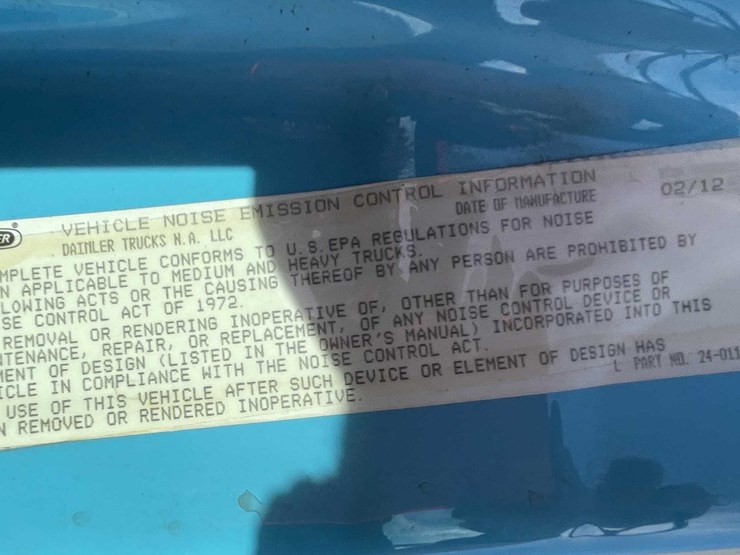 VEHICLE NOISE EMISSION CONTROL INFORMATION
DAIMLER TRUCKS N.A. LLC DATE OF MANUFACTURE 02/12
MPLETE VEHICLE CONFORMS TO U.S.EPA REGULATIONS FOR NOISE
N APPLICABLE TO MEDIUM AND HEAVY TRUCKS.
LOWING ACTS OR THE CAUSING THEREOF BY ANY PERSON ARE PROHIBITED BY
SE CONTROL ACT OF 1972.
REMOVAL OR RENDERING INOPERATIVE OF, OTHER THAN FOR PURPOSES OF
NTENANCE, REPAIR, OR REPLACEMENT, OF ANY NOISE CONTROL DEVICE OR
MENT OF DESIGN (LISTED IN THE OWNER'S MANUAL) INCORPORATED INTO THIS
ICLE IN COMPLIANCE WITH THE NOISE CONTROL ACT.
USE OF THIS VEHICLE AFTER SUCH DEVICE OR ELEMENT OF DESIGN HAS
N REMOVED OR RENDERED INOPERATIVE. L PART NO. 24-011
ER